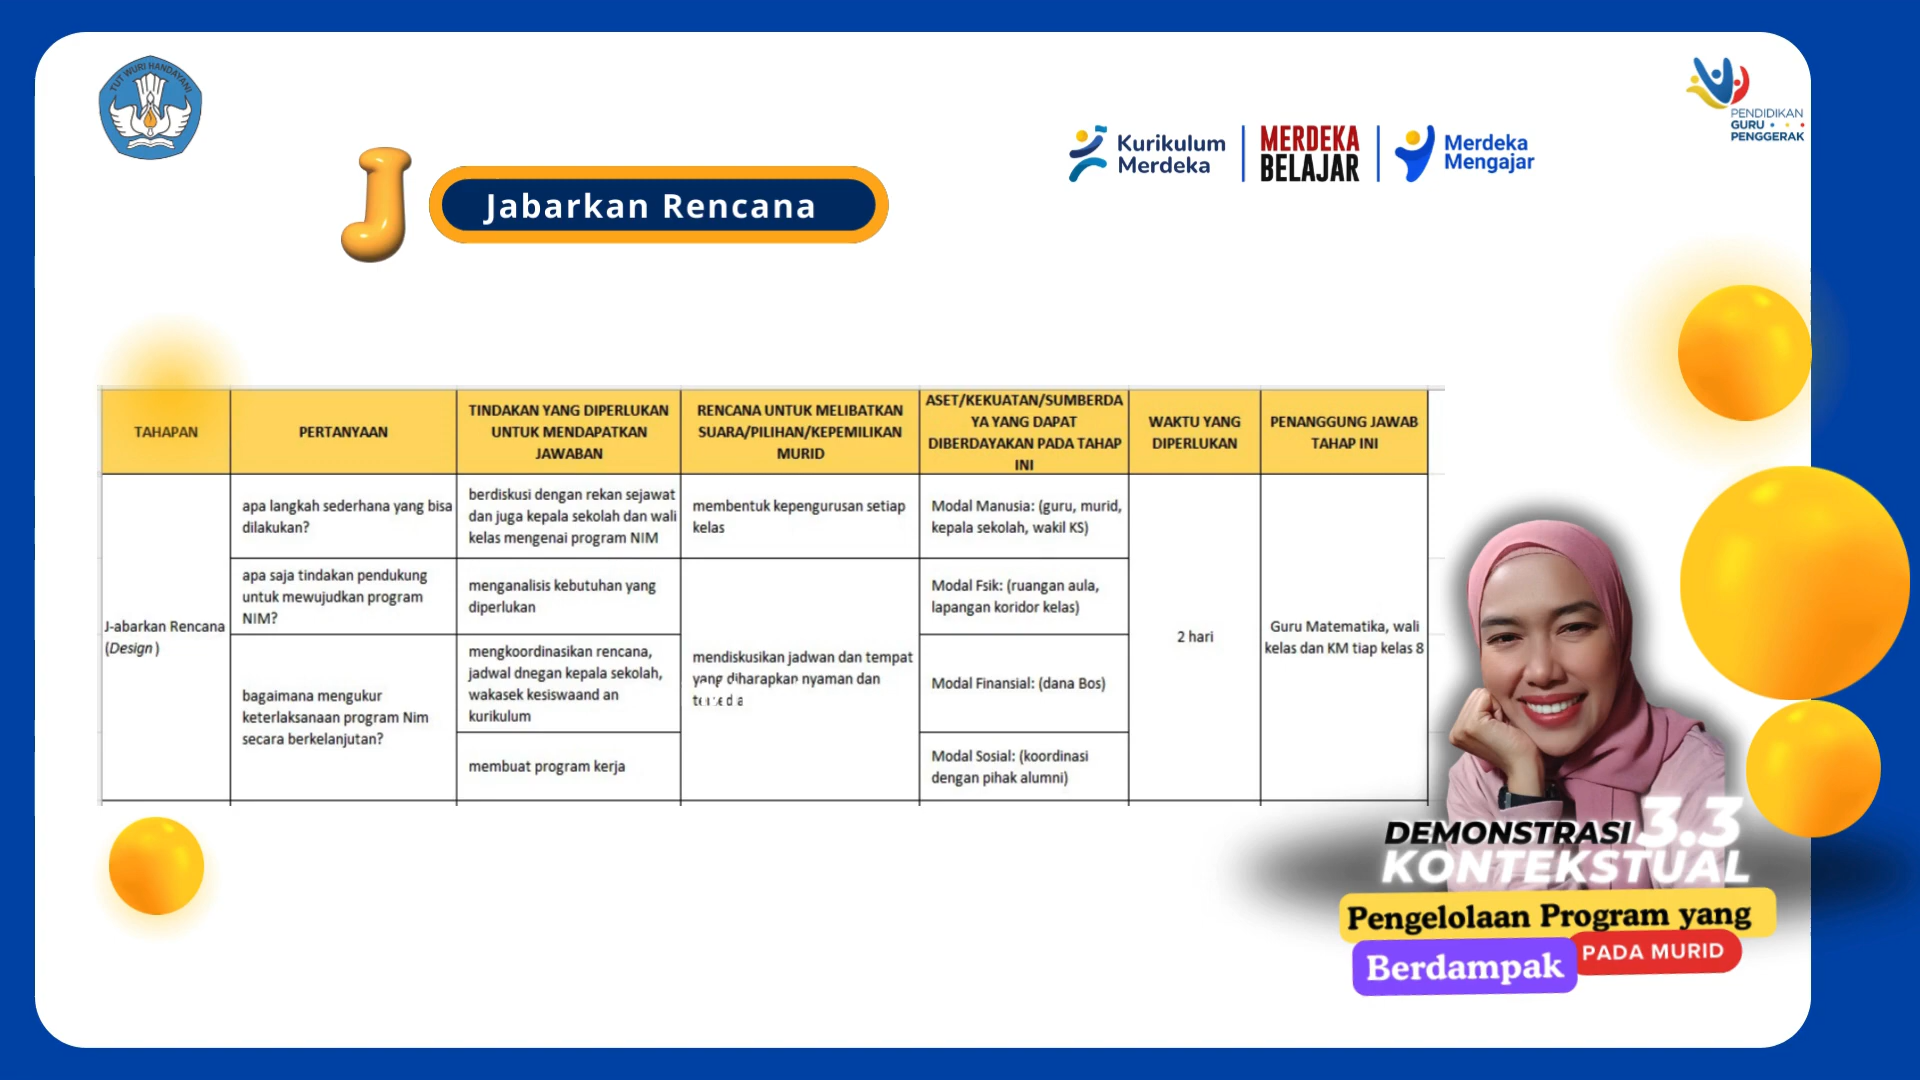 TUT WURI HANDAYANI
PENDIDIKAN
GURU
PENGGERAK
Kurikulum
Merdeka
MERDEKA
BELAJAR
Merdeka
Mengajar
J
Jabarkan Rencana
TAHAPAN
PERTANYAAN
TINDAKAN YANG DIPERLUKAN
UNTUK MENDAPATKAN
JAWABAN
RENCANA UNTUK MELIBATKAN
SUARA/PILIHAN/KEPEMILIKAN
MURID
ASET/KEKUATAN/SUMBERDA
YA YANG DAPAT
DIBERDAYAKAN PADA TAHAP
INI
WAKTU YANG
DIPERLUKAN
PENANGGUNG JAWAB
TAHAP INI
J-abarkan Rencana
(Design)
apa langkah sederhana yang bisa
dilakukan?
berdiskusi dengan rekan sejawat
dan juga kepala sekolah dan wali
kelas mengenai program NIM
membentuk kepengurusan setiap
kelas
Modal Manusia: (guru, murid,
kepala sekolah, wakil KS)
apa saja tindakan pendukung
untuk mewujudkan program
NIM?
menganalisis kebutuhan yang
diperlukan
Modal Fsik: (ruangan aula,
lapangan koridor kelas)
bagaimana mengukur
keterlaksanaan program Nim
secara berkelanjutan?
mengkoordinasikan rencana,
jadwal dnegan kepala sekolah,
wakasek kesiswaand an
kurikulum
mendiskusikan jadwan dan tempat
yang diharapkan nyaman dan
Modal Finansial: (dana Bos)
membuat program kerja
Modal Sosial: (koordinasi
dengan pihak alumni)
2 hari
Guru Matematika, wali
kelas dan KM tiap kelas 8
DEMONSTRASI 3.3
KONTEKSTUAL
Pengelolaan Program yang
Berdampak PADA MURID